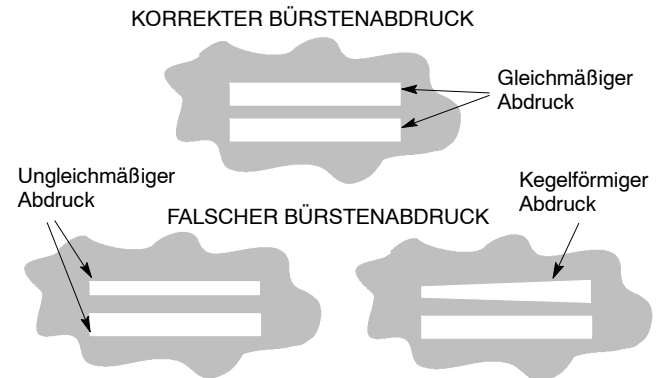 KORREKTER BÜRSTENABDRUCK
Gleichmäßiger
Abdruck
Ungleichmäßiger
Abdruck
Kegelförmiger
Abdruck
FALSCHER BÜRSTENABDRUCK